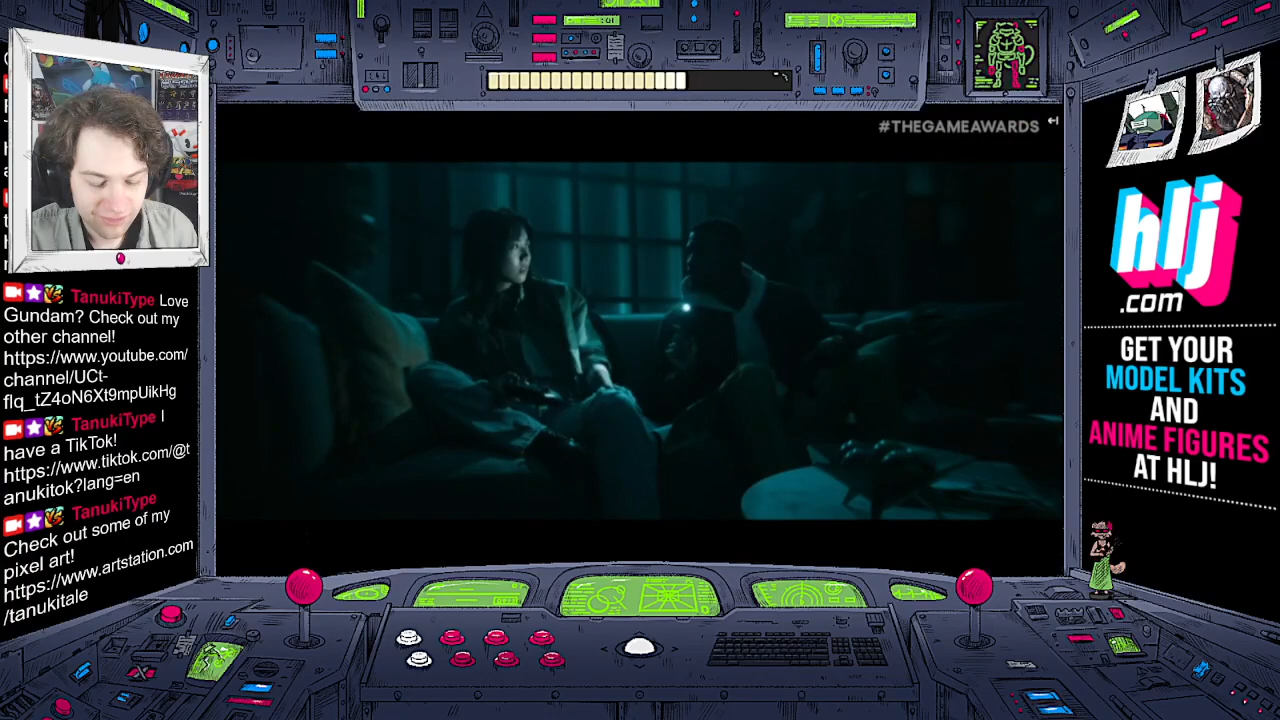 #THEGAMEAWARDS
TanukiType Love
Gundam? Check out my
other channel!
https://www.youtube.com/
channel/UCt-
flq_tZ4oN6Xt9mpUikHg
TanukiType I
have a TikTok!
https://www.tiktok.com/@t
anukitok?lang=en
TanukiType
Check out some of my
pixel art!
https://www.artstation.com
/tanukitale
hlj
.com
GET YOUR
MODEL KITS
AND
ANIME FIGURES
AT HLJ!